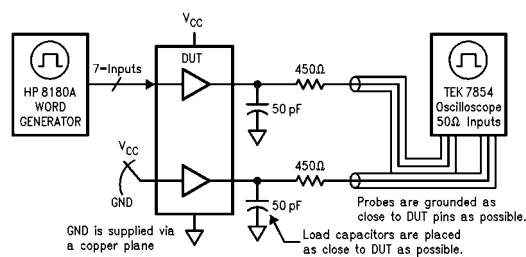 VCC
HP 8180A
WORD
GENERATOR
7-Inputs
DUT
450Ω
50 pF
TEK 7854
Oscilloscope
50Ω Inputs
VCC
GND
450Ω
50 pF
GND is supplied via
a copper plane
Probes are grounded as
close to DUT pins as possible.
Load capacitors are placed
as close to DUT as possible.